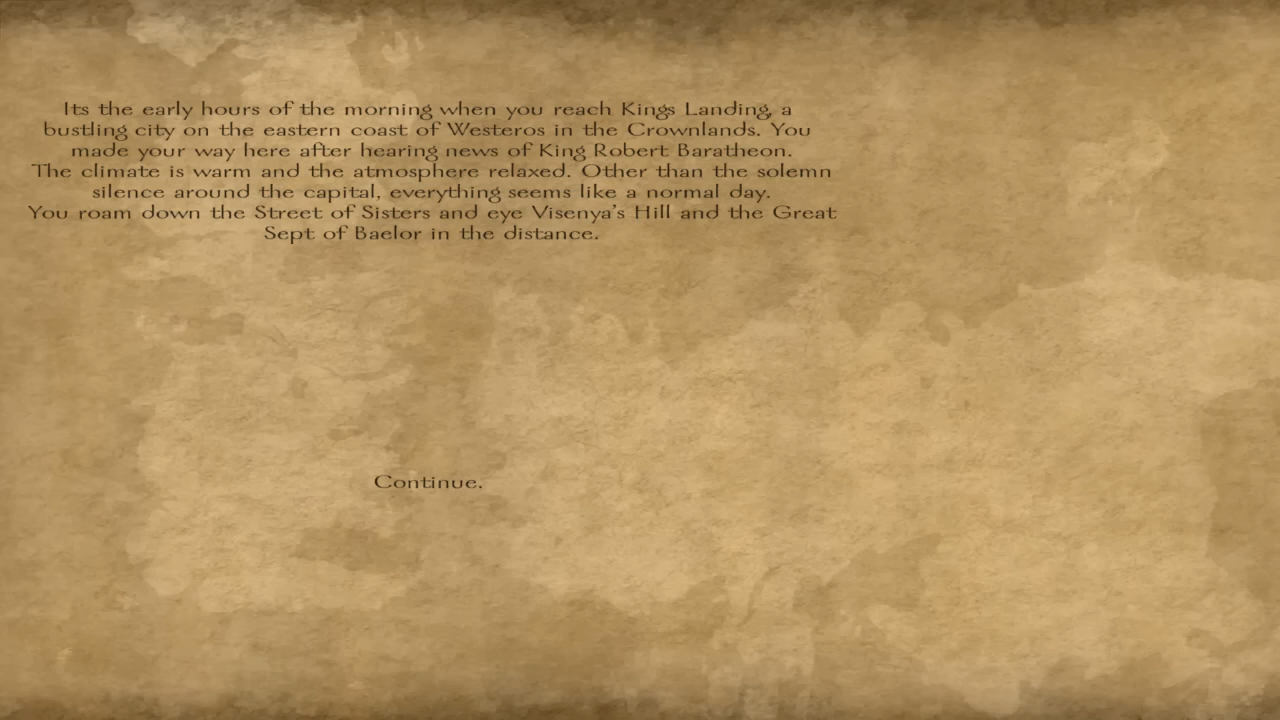 Its the early hours of the morning when you reach Kings Landing, a
bustling city on the eastern coast of Westeros in the Crownlands. You
made your way here after hearing news of King Robert Baratheon.
The climate is warm and the atmosphere relaxed. Other than the solemn
silence around the capital, everything seems like a normal day.
You roam down the Street of Sisters and eye Visenya's Hill and the Great
Sept of Baelor in the distance.
Continue.